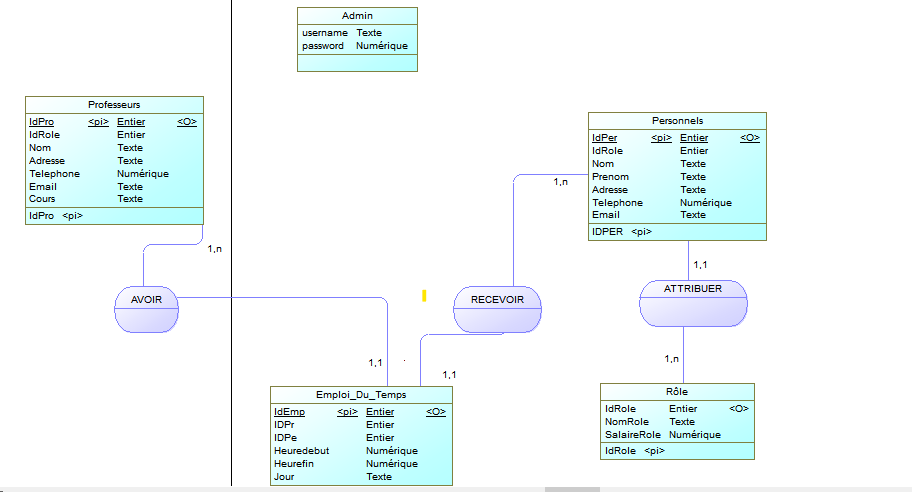 Admin
username Texte
password Numérique
Professeurs
IdPro <pi> Entier <O>
IdRole Entier
Nom Texte
Adresse Texte
Telephone Numérique
Email Texte
Cours Texte
IdPro <pi>
Personnels
IdPer <pi> Entier <O>
IdRole Entier
Nom Texte
Prenom Texte
Adresse Texte
Telephone Numérique
Email Texte
IDPER <pi>
1,n
1,n
1,1
AVOIR
RECEVOIR
ATTRIBUER
1,1
1,1
1,n
Emploi_Du_Temps
IdEmp <pi> Entier <O>
IDPr Entier
IDPe Entier
Heuredebut Numérique
Heurefin Numérique
Jour Texte
Rôle
IdRole Entier <O>
NomRole Texte
SalaireRole Numérique
IdRole <pi>